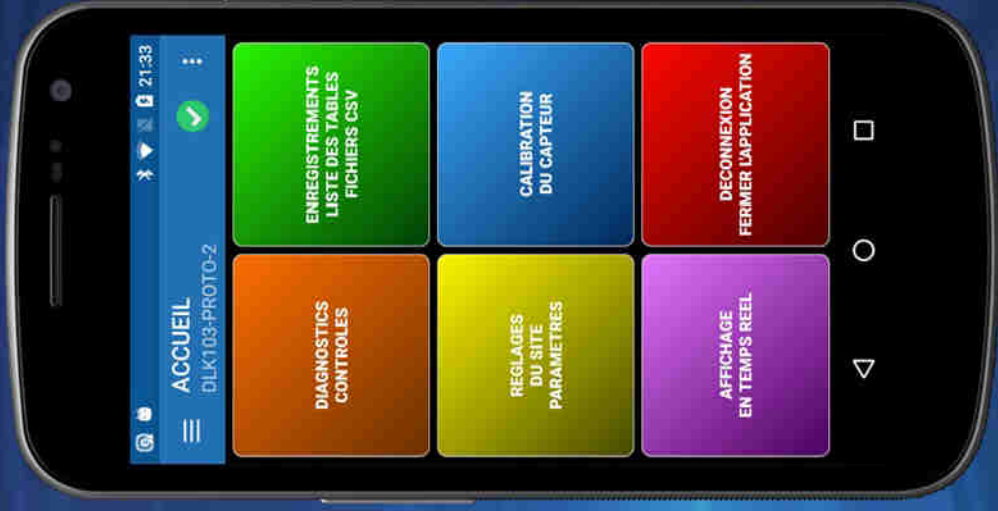 21:33
ACCUEIL
DLK103-PROTO-2
DIAGNOSTICS
CONTROLES
ENREGISTREMENTS
LISTE DES TABLES
FICHIERS CSV
REGLAGES
DU SITE
PARAMETRES
CALIBRATION
DU CAPTEUR
AFFICHAGE
EN TEMPS REEL
DECONNEXION
FERMER L'APPLICATION